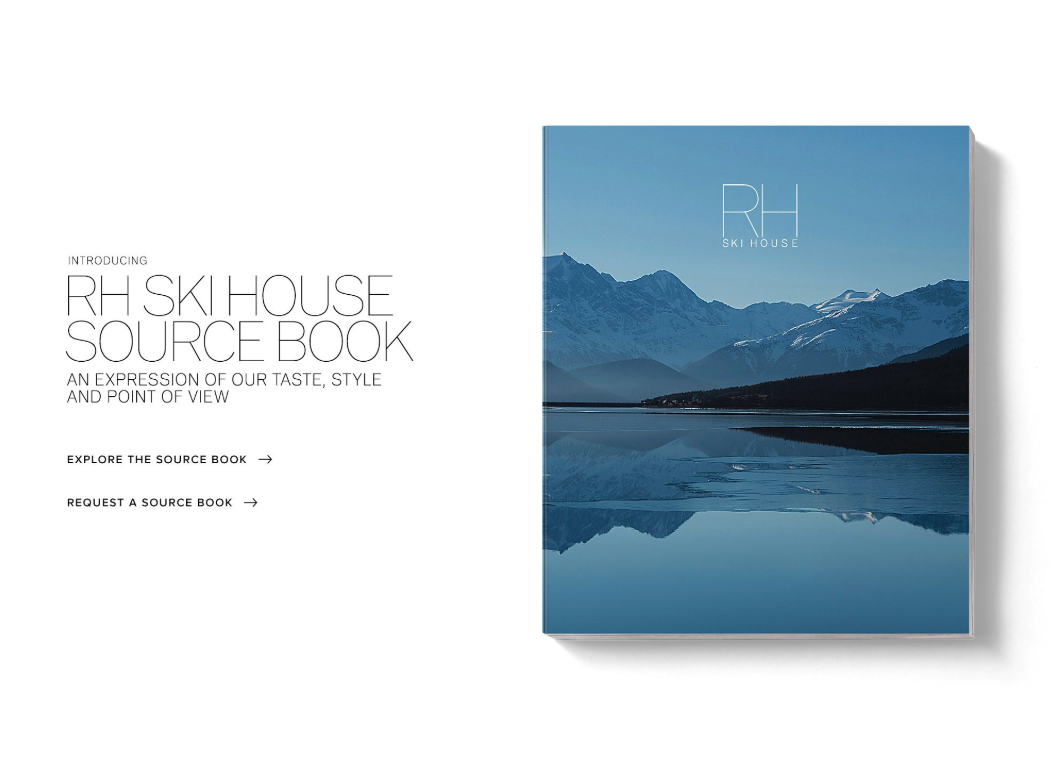 INTRODUCING
RH SKI HOUSE
SOURCE BOOK
AN EXPRESSION OF OUR TASTE, STYLE
AND POINT OF VIEW
EXPLORE THE SOURCE BOOK
REQUEST A SOURCE BOOK
RH
SKI HOUSE